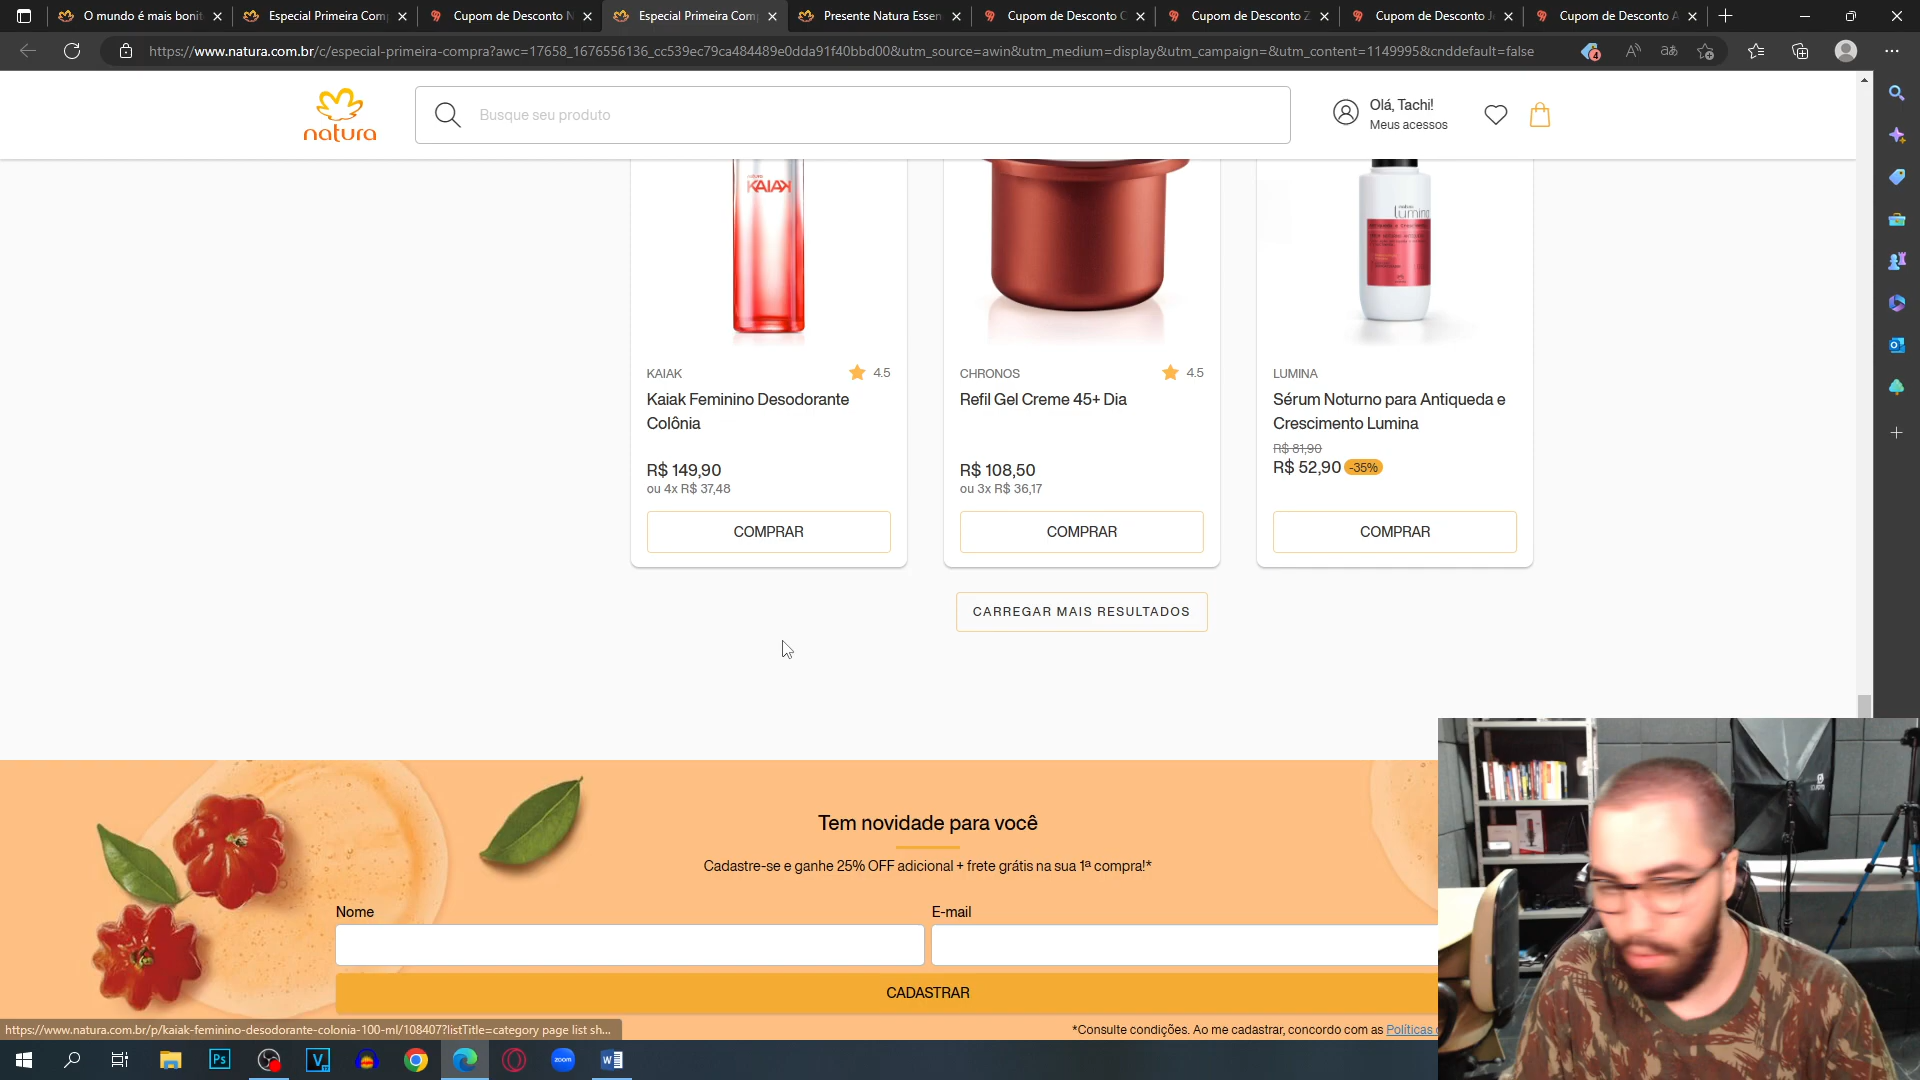 O mundo é mais boni
Especial Primeira Com
Cupom de Desconto N
Especial Primeira Com
Presente Natura Essen
Cupom de Desconto C
Cupom de Desconto Z
Cupom de Desconto J
Cupom de Desconto A
https://www.natura.com.br/c/especial-primeira-compra?awc=17658_1676556136_cc539ec79ca484489e0dda91f40bbd00&utm_source=awin&utm_medium=display&utm_campaign=&utm_content=1149995&cnddefault=false
4
natura
Busque seu produto
Olá, Tachi!
Meus acessos
KAIAK
lumina
KAIAK
4.5
Kaiak Feminino Desodorante
Colônia
R$ 149,90
ou 4x R$ 37,48
COMPRAR
CHRONOS
4.5
Refil Gel Creme 45+ Dia
R$ 108,50
ou 3x R$ 36,17
COMPRAR
LUMINA
Sérum Noturno para Antiqueda e
Crescimento Lumina
R$ 81,90
R$ 52,90 -35%
COMPRAR
CARREGAR MAIS RESULTADOS
Tem novidade para você
Cadastre-se e ganhe 25% OFF adicional + frete grátis na sua 1ª compra!*
Nome
E-mail
CADASTRAR
https://www.natura.com.br/p/kaiak-feminino-desodorante-colonia-100-ml/108407?listTitle=category page list sh...
*Consulte condições. Ao me cadastrar, concordo com as Políticas
Ps
V
zoom
W